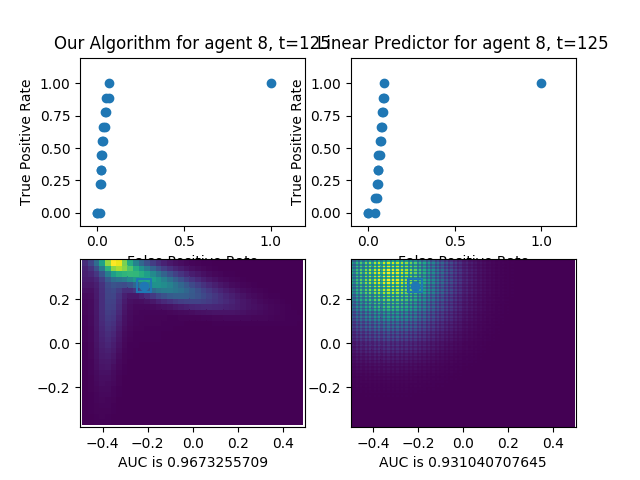 Our Algorithm for agent 8, t=125
Linear Predictor for agent 8, t=125
True Positive Rate
1.00
0.75
0.50
0.25
0.00
0.0 0.5 1.0
False Positive Rate
True Positive Rate
1.00
0.75
0.50
0.25
0.00
0.0 0.5 1.0
False Positive Rate
0.2
0.0
−0.2
−0.4 −0.2 0.0 0.2 0.4
AUC is 0.9673255709
0.2
0.0
−0.2
−0.4 −0.2 0.0 0.2 0.4
AUC is 0.931040707645